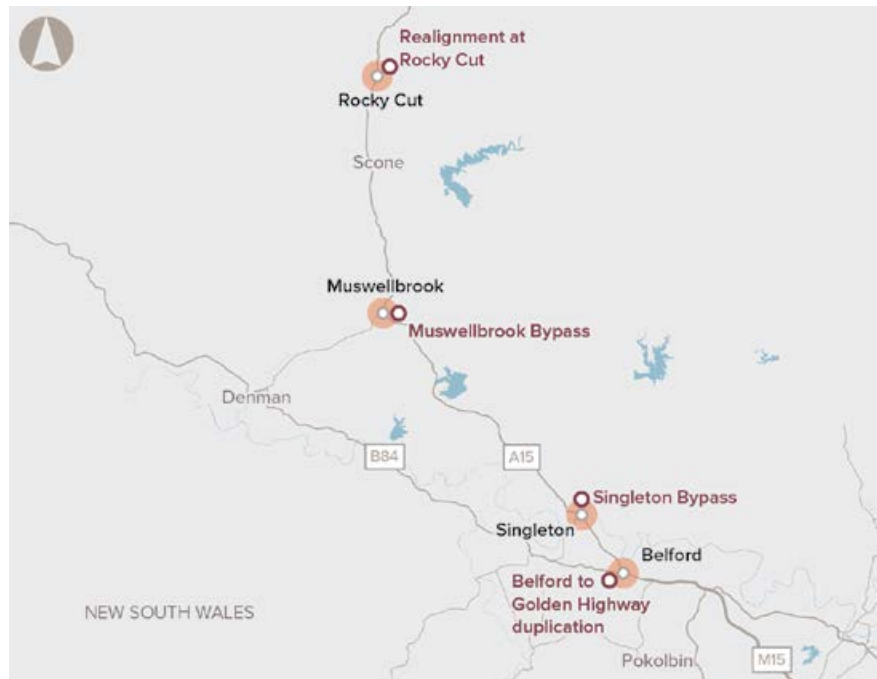 Realignment at
Rocky Cut
Rocky Cut
Scone
Muswellbrook
Muswellbrook Bypass
Denman
B84
A15
Singleton Bypass
Singleton
Belford
Belford to
Golden Highway
duplication
NEW SOUTH WALES
Pokolbin
M15